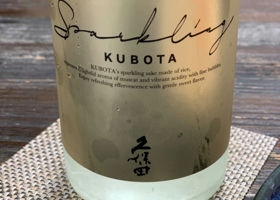 Sparkling
KUBOTA
KUBOTA's sparkling sake made of rice,
delightful aroma of muscat and vibrant acidity with fine bubbles.
Enjoy refreshing effervescence with gentle sweet flavor.
久保田